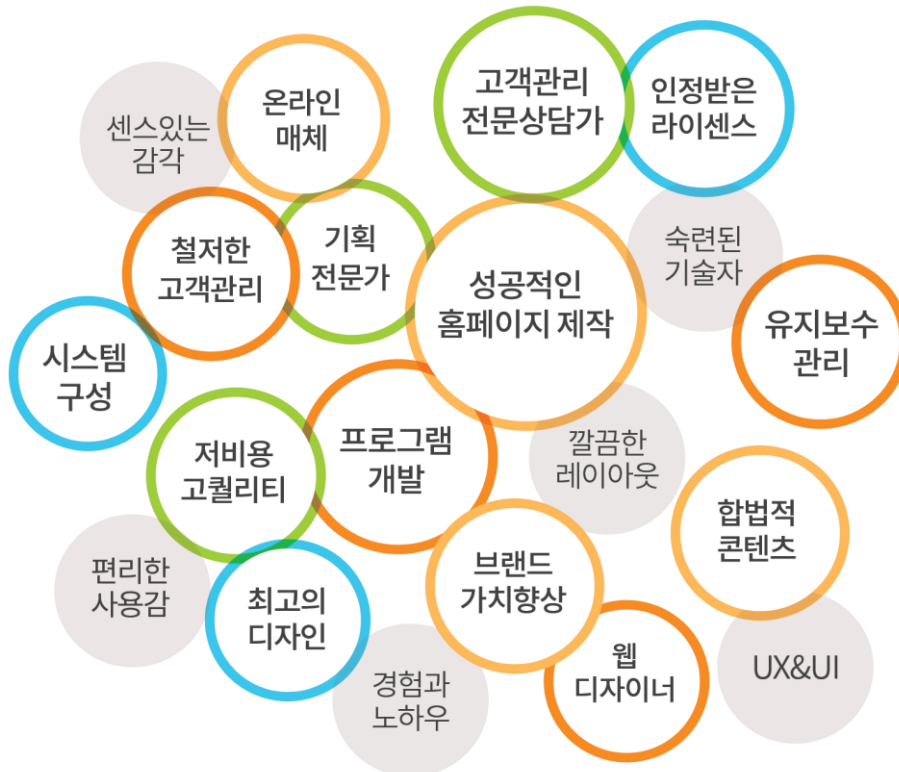 온라인
매체
고객관리
전문상담가
인정받은
라이센스
센스있는
감각
철저한
고객관리
기획
전문가
성공적인
홈페이지 제작
숙련된
기술자
유지보수
관리
시스템
구성
저비용
고퀄리티
프로그램
개발
깔끔한
레이아웃
합법적
콘텐츠
편리한
사용감
최고의
디자인
브랜드
가치향상
경험과
노하우
웹
디자이너
UX&UI